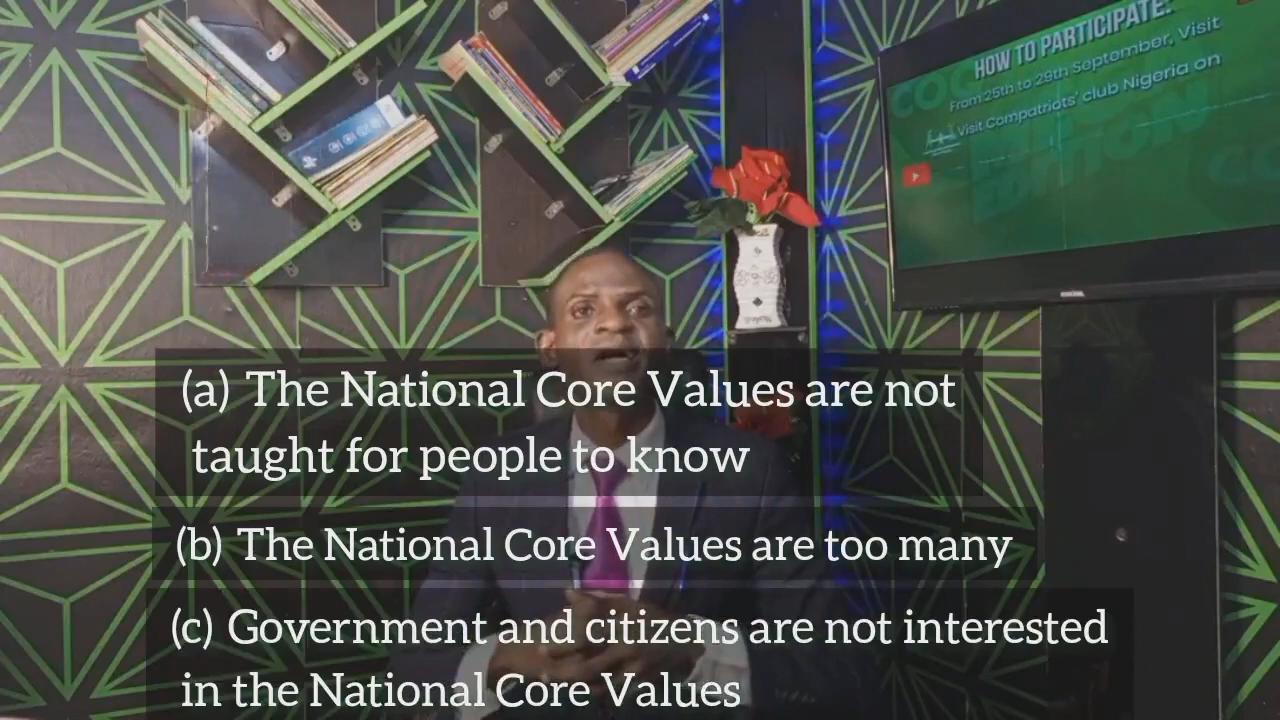 HOW TO PARTICIPATE:
From 25th to 29th September, Visit
Visit Compatriots' club Nigeria on
(a) The National Core Values are not
taught for people to know
(b) The National Core Values are too many
(c) Government and citizens are not interested
in the National Core Values